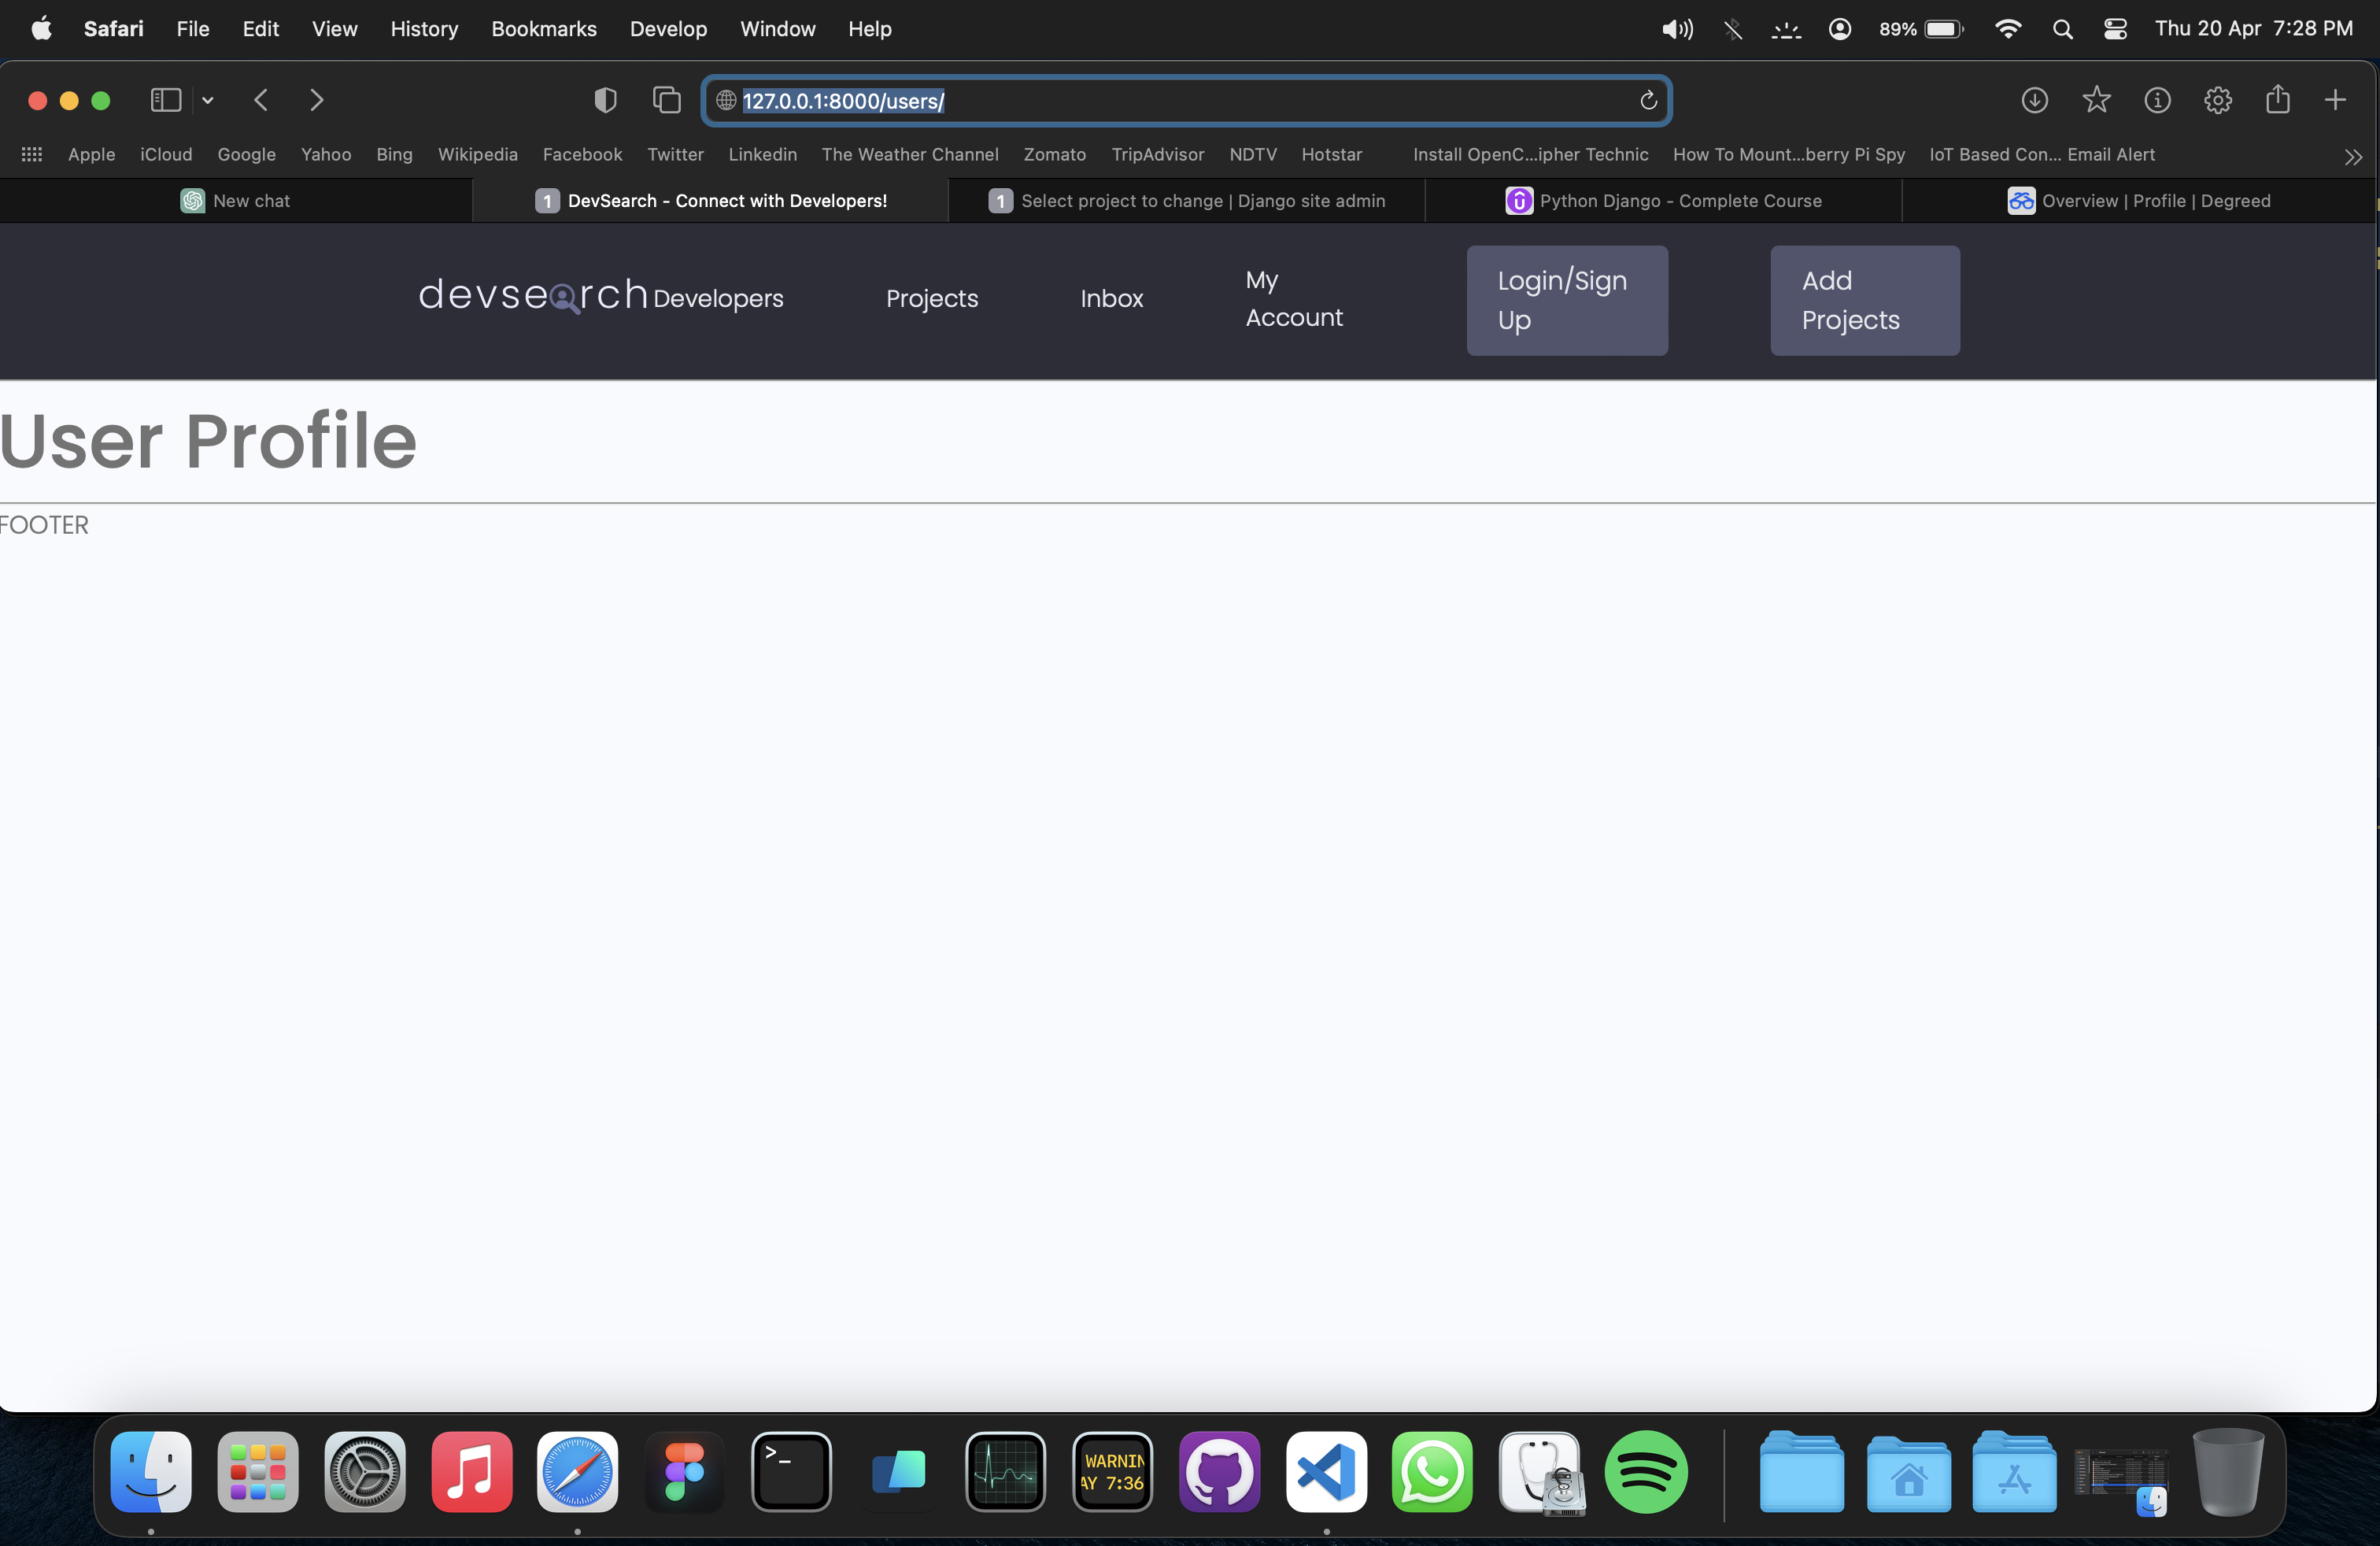 Safari File Edit View History Bookmarks Develop Window Help 89% Thu 20 Apr 7:28 PM
127.0.0.1:8000/users/
Apple iCloud Google Yahoo Bing Wikipedia Facebook Twitter Linkedin The Weather Channel Zomato TripAdvisor NDTV Hotstar Install OpenC...ipher Technic How To Mount...berry Pi Spy IoT Based Con... Email Alert
New chat 1 DevSearch - Connect with Developers! 1 Select project to change | Django site admin Python Django - Complete Course Overview | Profile | Degreed
devsearch Developers Projects Inbox
My
Account
Login/Sign
Up
Add
Projects
User Profile
FOOTER
>_
WARNIN
AY 7:36